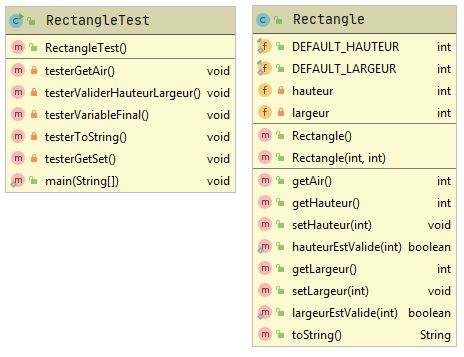 RectangleTest
RectangleTest()
testerGetAir() void
testerValiderHauteurLargeur() void
testerVariableFinal() void
testerToString() void
testerGetSet() void
main(String[]) void
Rectangle
DEFAULT_HAUTEUR int
DEFAULT_LARGEUR int
hauteur int
largeur int
Rectangle()
Rectangle(int, int)
getAir() int
getHauteur() int
setHauteur(int) void
hauteurEstValide(int) boolean
getLargeur() int
setLargeur(int) void
largeurEstValide(int) boolean
toString() String